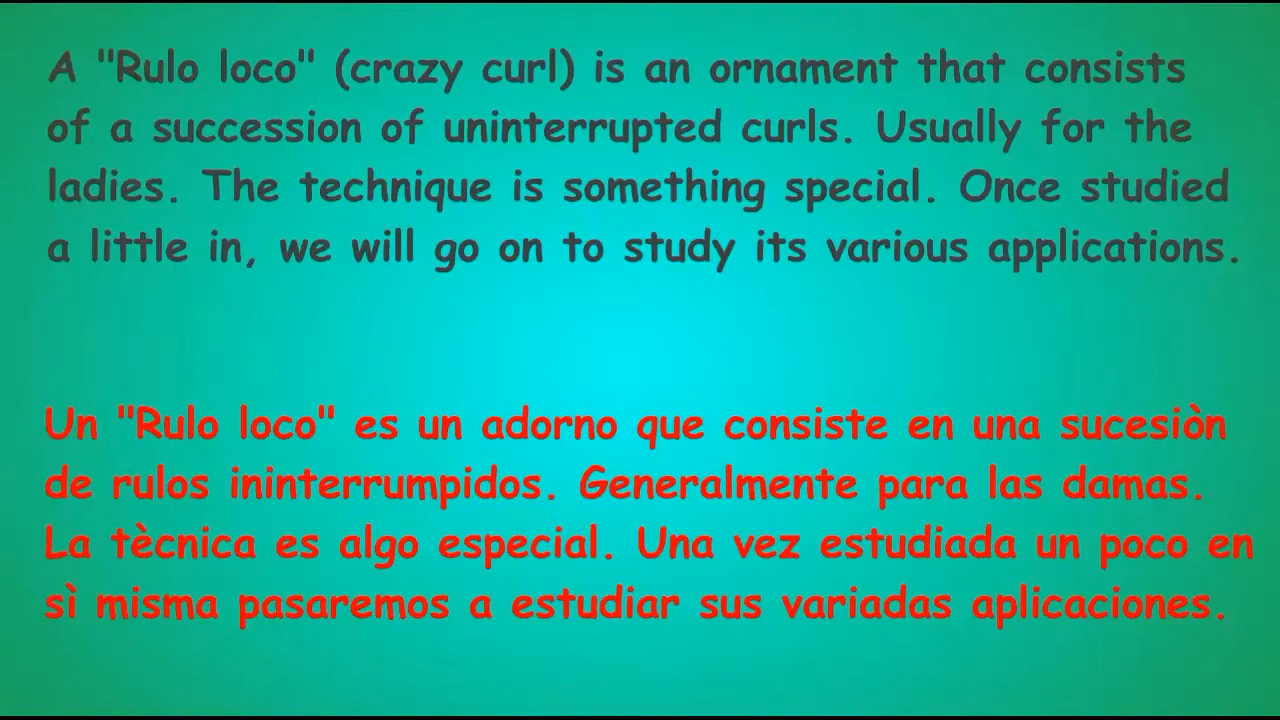 A "Rulo loco" (crazy curl) is an ornament that consists
of a succession of uninterrupted curls. Usually for the
ladies. The technique is something special. Once studied
a little in, we will go on to study its various applications.
Un "Rulo loco" es un adorno que consiste en una sucesiòn
de rulos ininterrumpidos. Generalmente para las damas.
La tècnica es algo especial. Una vez estudiada un poco en
sì misma pasaremos a estudiar sus variadas aplicaciones.